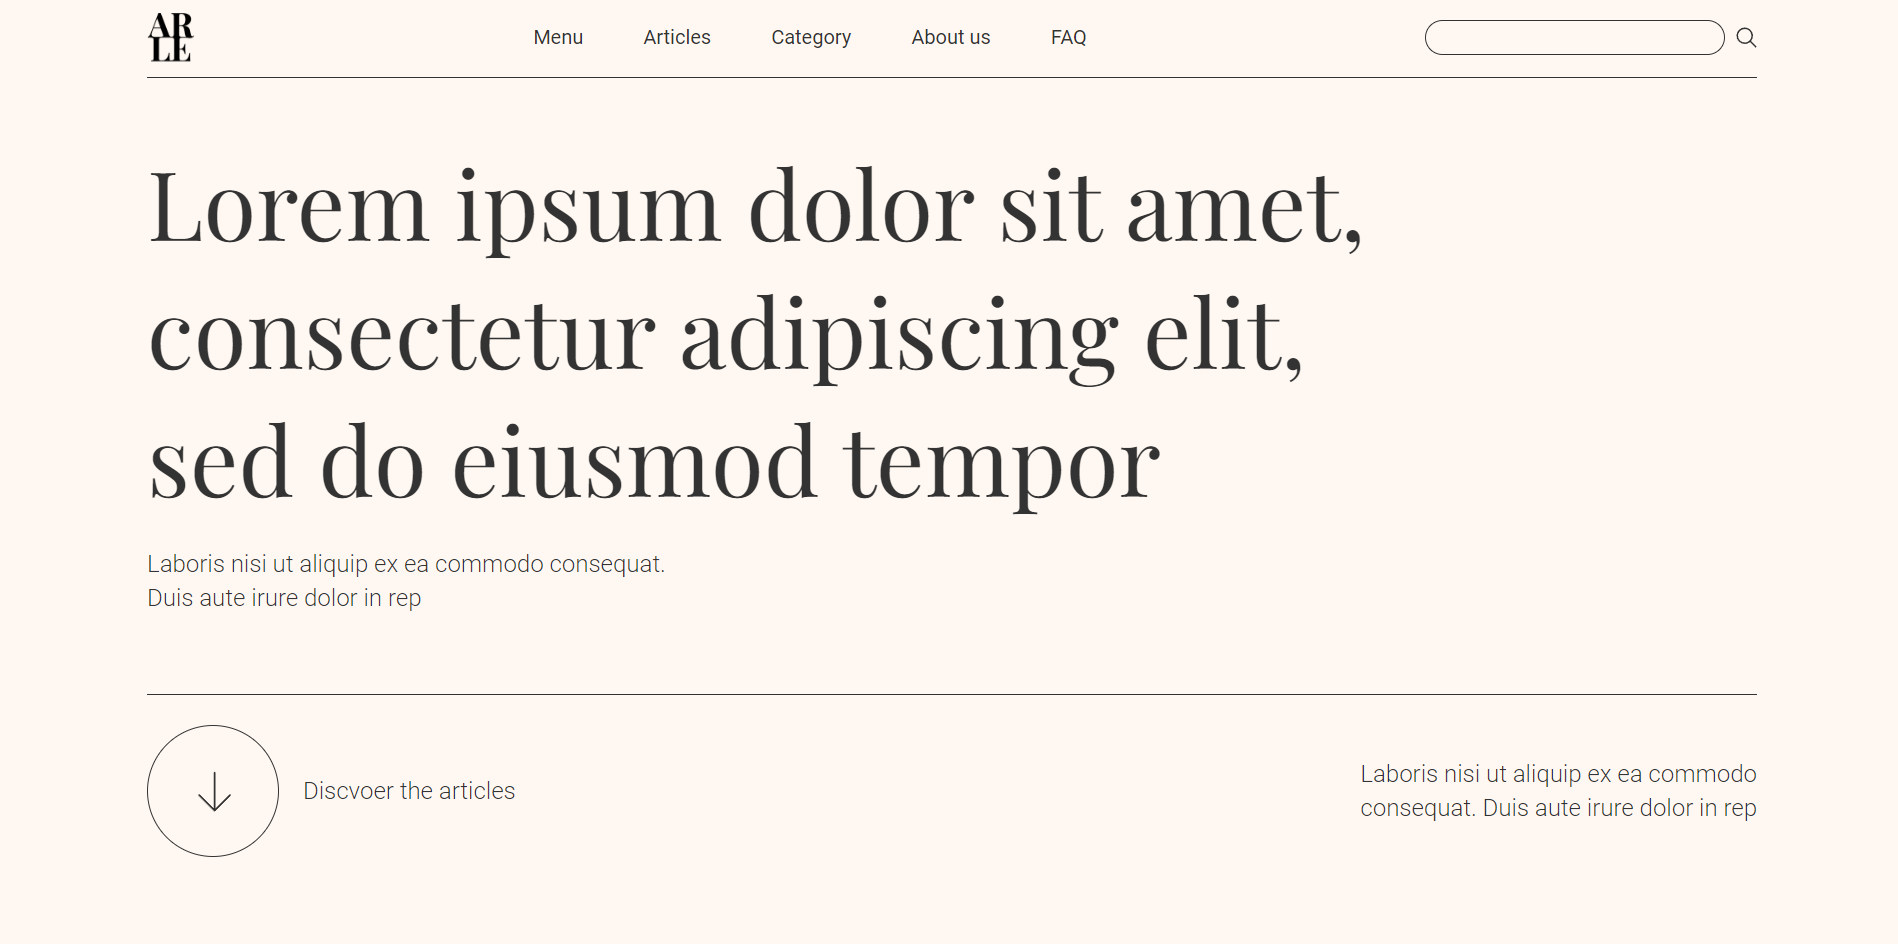 AR
LE
Menu Articles Category About us FAQ
Lorem ipsum dolor sit amet,
consectetur adipiscing elit,
sed do eiusmod tempor
Laboris nisi ut aliquip ex ea commodo consequat.
Duis aute irure dolor in rep
Discvoer the articles
Laboris nisi ut aliquip ex ea commodo
consequat. Duis aute irure dolor in rep